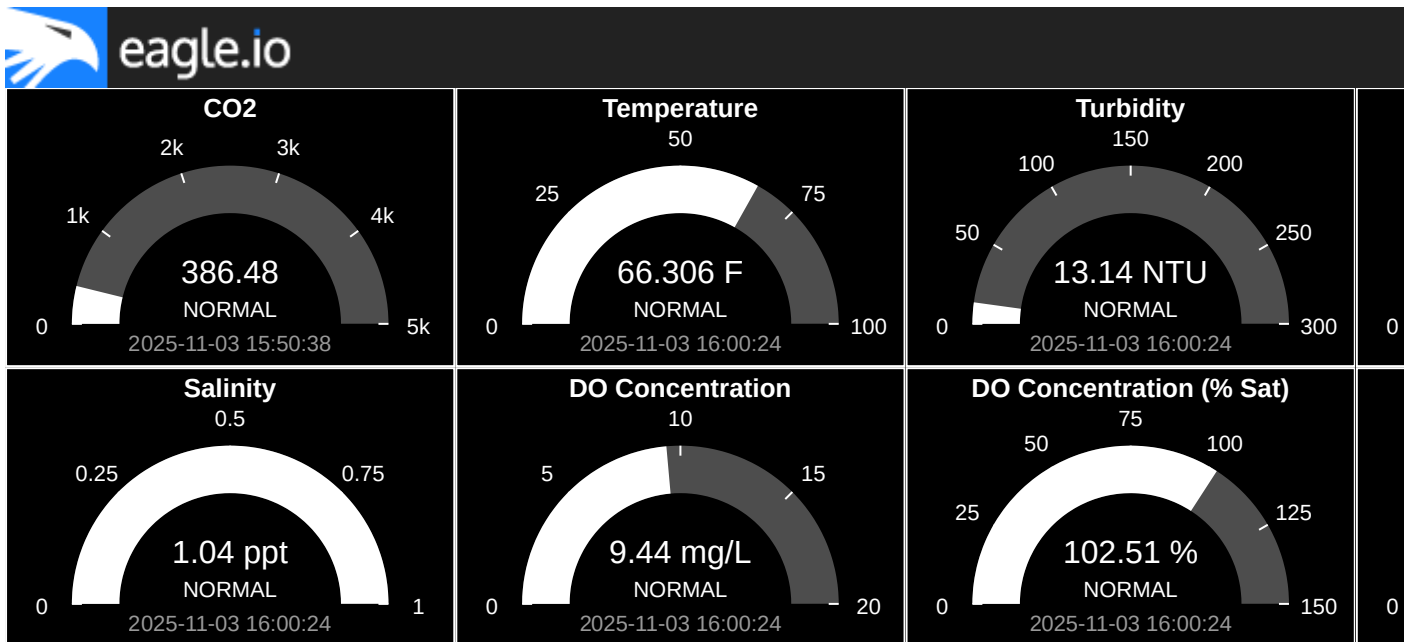 eagle.io
CO2
2k
3k
1k
4k
386.48
NORMAL
0
5k
2025-11-03 15:50:38
Temperature
50
25
75
66.306 F
NORMAL
0
100
2025-11-03 16:00:24
Turbidity
150
100
200
50
250
13.14 NTU
NORMAL
0
300
2025-11-03 16:00:24
0
Salinity
0.5
0.25
0.75
1.04 ppt
NORMAL
0
1
2025-11-03 16:00:24
DO Concentration
10
5
15
9.44 mg/L
NORMAL
0
20
2025-11-03 16:00:24
DO Concentration (% Sat)
75
50
100
25
125
102.51 %
NORMAL
0
150
2025-11-03 16:00:24
0